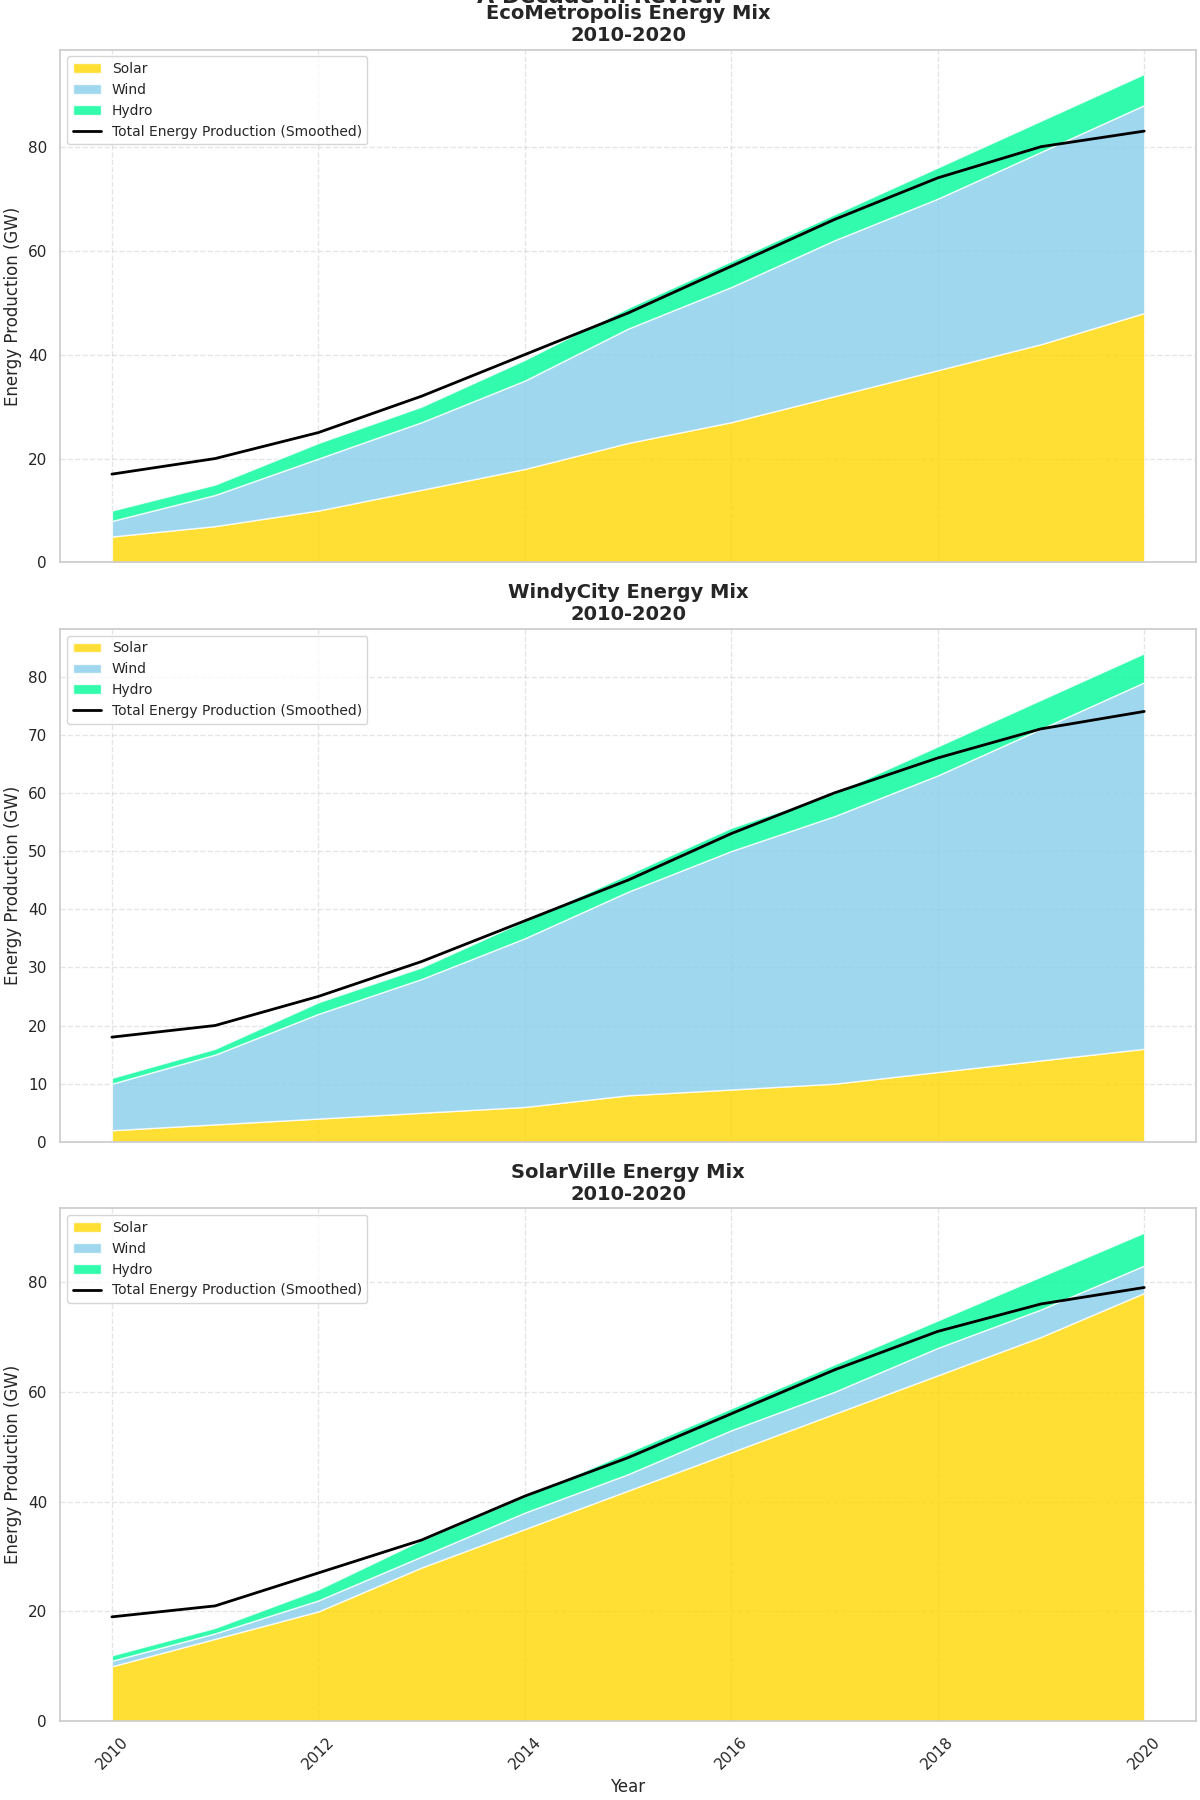 A Decade in Review
EcoMetropolis Energy Mix
2010-2020
Solar
Wind
Hydro
Total Energy Production (Smoothed)
Energy Production (GW)
80
60
40
20
0
WindyCity Energy Mix
2010-2020
Solar
Wind
Hydro
Total Energy Production (Smoothed)
Energy Production (GW)
80
70
60
50
40
30
20
10
0
SolarVille Energy Mix
2010-2020
Solar
Wind
Hydro
Total Energy Production (Smoothed)
Energy Production (GW)
80
60
40
20
0
2010
2012
2014
2016
2018
2020
Year